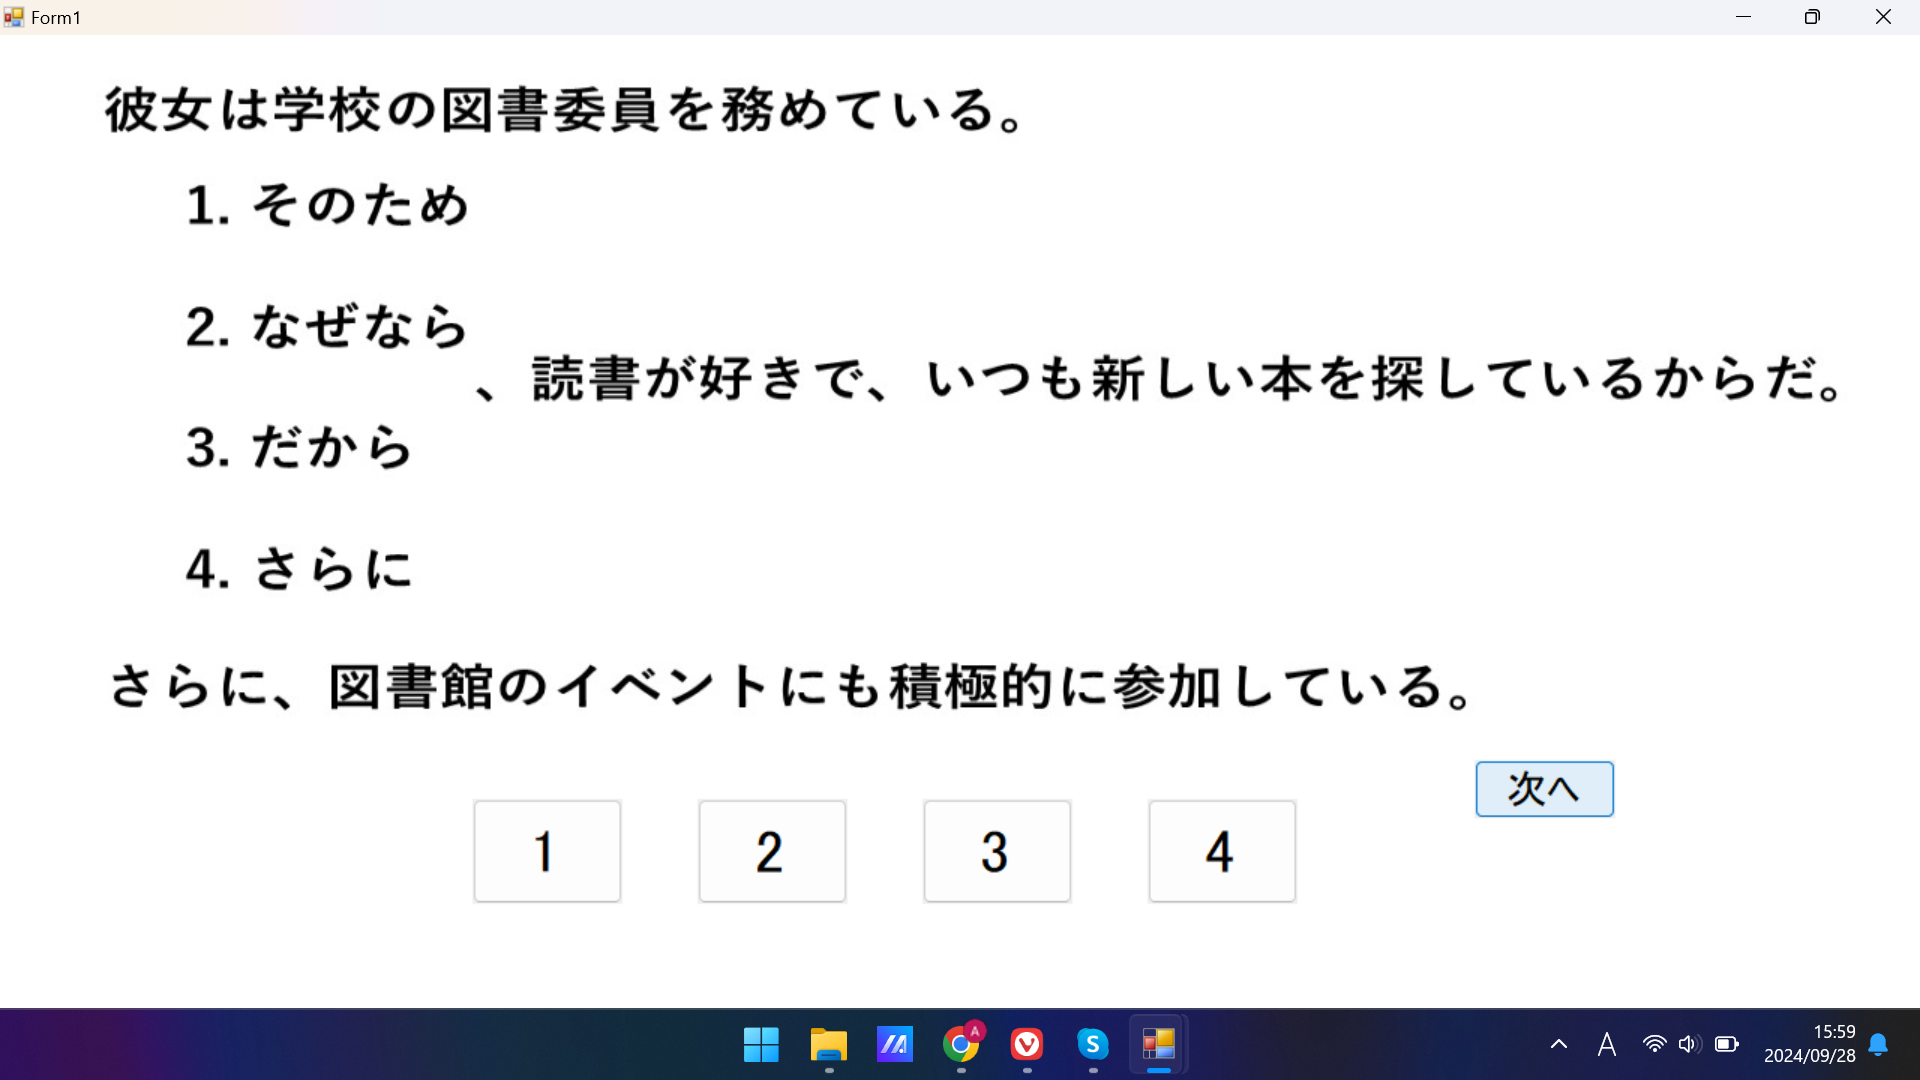 Form1
彼女は学校の図書委員を務めている。
1. そのため
2. なぜなら
、読書が好きで、いつも新しい本を探しているからだ。
3. だから
4. さらに
さらに、図書館のイベントにも積極的に参加している。
次へ
1 2 3 4
A
S
A
15:59
2024/09/28